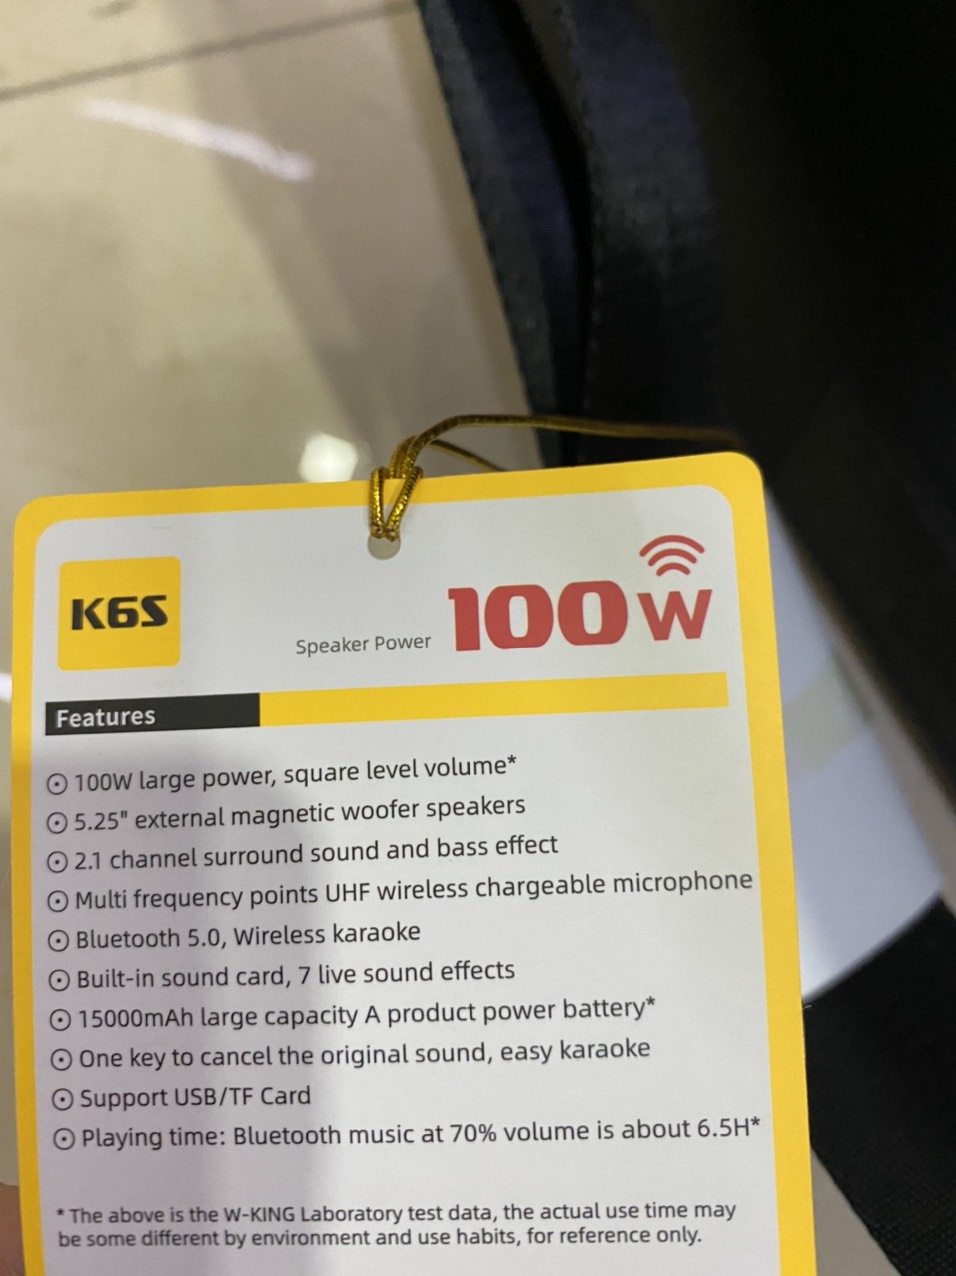 K6S
Speaker Power 100W
Features
100W large power, square level volume*
5.25" external magnetic woofer speakers
2.1 channel surround sound and bass effect
Multi frequency points UHF wireless chargeable microphone
Bluetooth 5.0, Wireless karaoke
Built-in sound card, 7 live sound effects
15000mAh large capacity A product power battery*
One key to cancel the original sound, easy karaoke
Support USB/TF Card
Playing time: Bluetooth music at 70% volume is about 6.5H*
* The above is the W-KING Laboratory test data, the actual use time may
be some different by environment and use habits, for reference only.